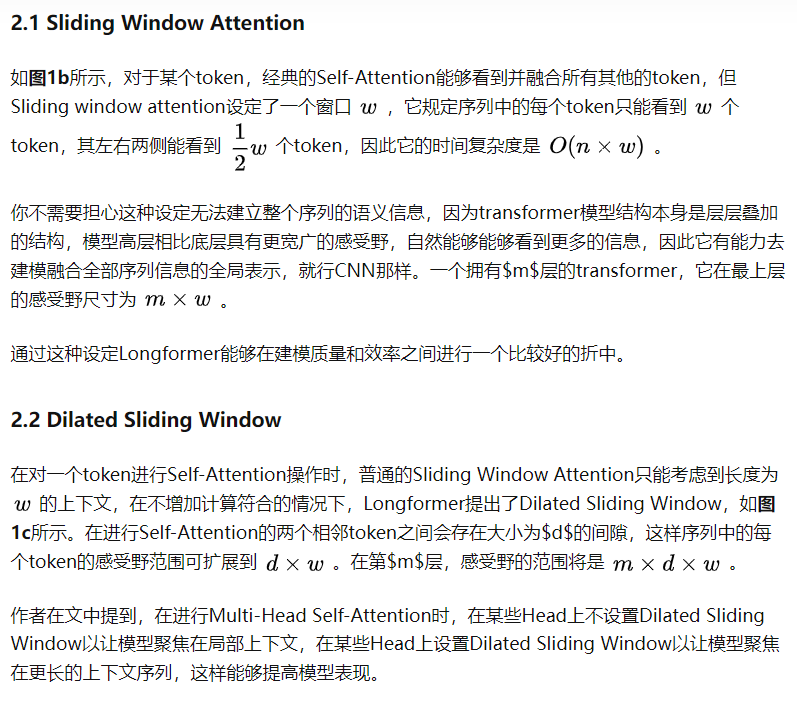 2.1 Sliding Window Attention
如图1b所示，对于某个token，经典的Self-Attention能够看到并融合所有其他的token，但
Sliding window attention设定了一个窗口 w ，它规定序列中的每个token只能看到 w 个
token，其左右两侧能看到 \frac{1}{2}w 个token，因此它的时间复杂度是 O(n × w) 。
你不需要担心这种设定无法建立整个序列的语义信息，因为transformer模型结构本身是层层叠加
的结构，模型高层相比底层具有更宽广的感受野，自然能够能够看到更多的信息，因此它有能力去
建模融合全部序列信息的全局表示，就行CNN那样。一个拥有$m$层的transformer，它在最上层
的感受野尺寸为 m × w 。
通过这种设定Longformer能够在建模质量和效率之间进行一个比较好的折中。
2.2 Dilated Sliding Window
在对一个token进行Self-Attention操作时，普通的Sliding Window Attention只能考虑到长度为
w 的上下文，在不增加计算符合的情况下，Longformer提出了Dilated Sliding Window，如图
1c所示。在进行Self-Attention的两个相邻token之间会存在大小为$d$的间隙，这样序列中的每
个token的感受野范围可扩展到 d × w 。在第$m$层，感受野的范围将是 m × d × w 。
作者在文中提到，在进行Multi-Head Self-Attention时，在某些Head上不设置Dilated Sliding
Window以让模型聚焦在局部上下文，在某些Head上设置Dilated Sliding Window以让模型聚焦
在更长的上下文序列，这样能够提高模型表现。